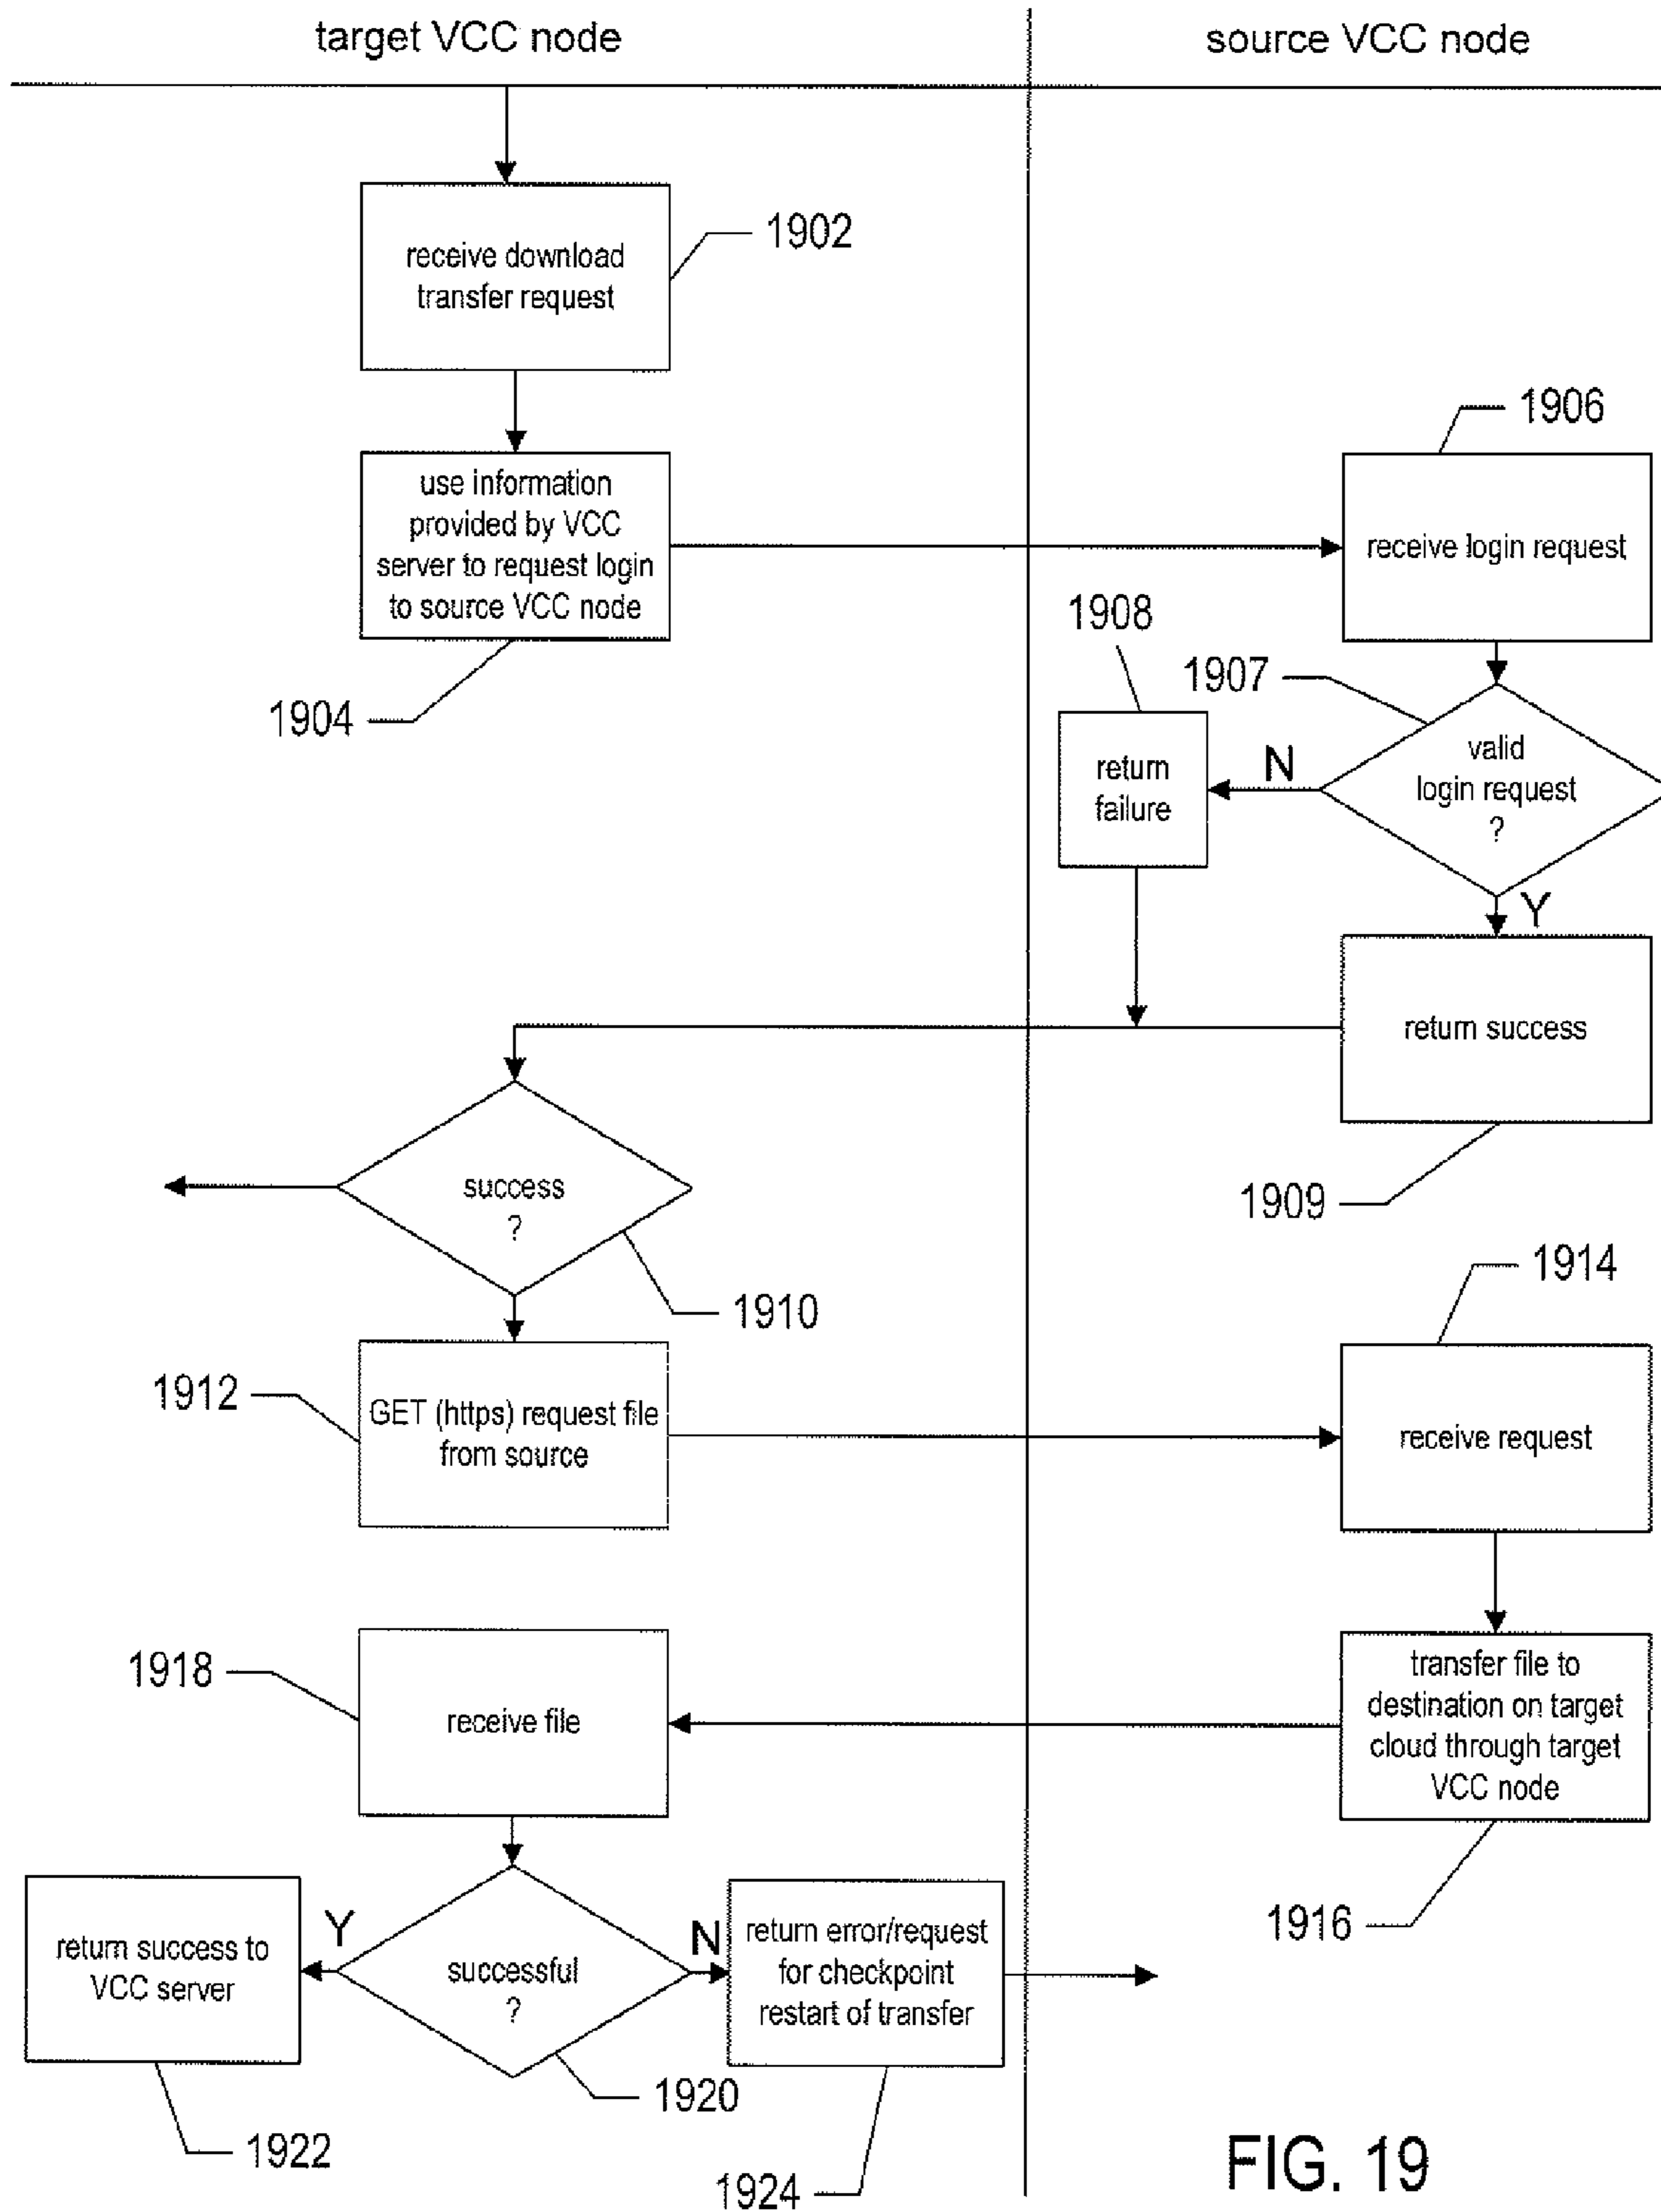 target VCC node
source VCC node
receive download
transfer request
1902
use information
provided by VCC
server to request login
to source VCC node
1904
1906
receive login request
1907
valid
login request
?
N
1908
return
failure
Y
return success
1909
success
?
1910
1912
GET (https) request file
from source
1914
receive request
transfer file to
destination on target
cloud through target
VCC node
1916
1918
receive file
successful
?
1920
Y
return success to
VCC server
1922
N
return error/request
for checkpoint
restart of transfer
1924
FIG. 19